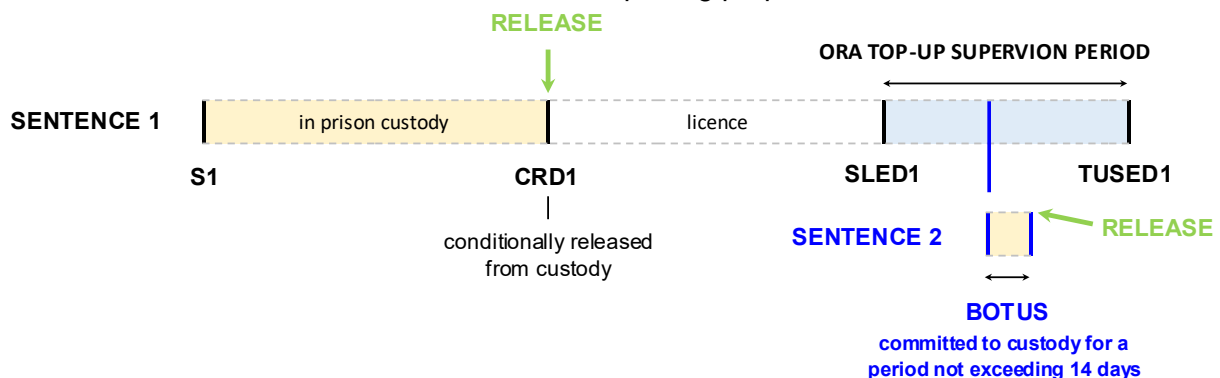 RELEASE
ORA TOP-UP SUPERVION PERIOD
SENTENCE 1
in prison custody
licence
S1
CRD1
SLED1
TUSED1
conditionally released
from custody
SENTENCE 2
RELEASE
BOTUS
committed to custody for a
period not exceeding 14 days